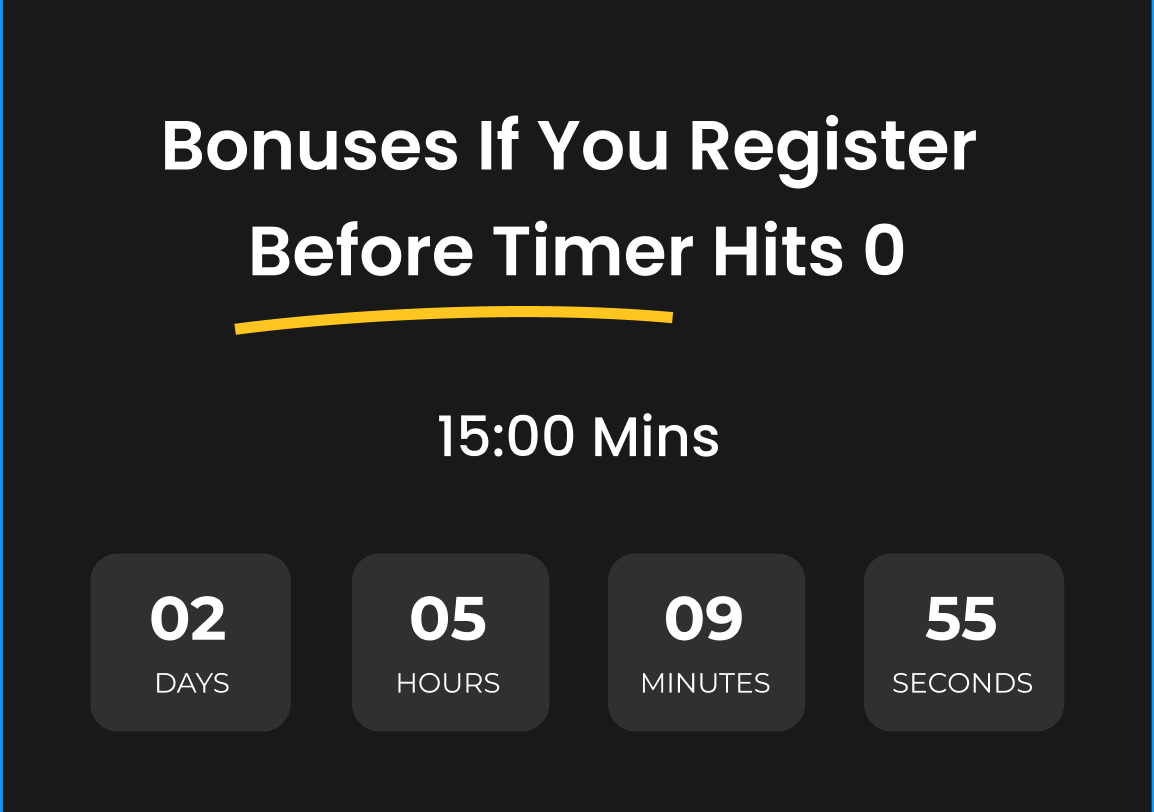 Bonuses If You Register
Before Timer Hits 0
15:00 Mins
02 05 09 55
DAYS HOURS MINUTES SECONDS